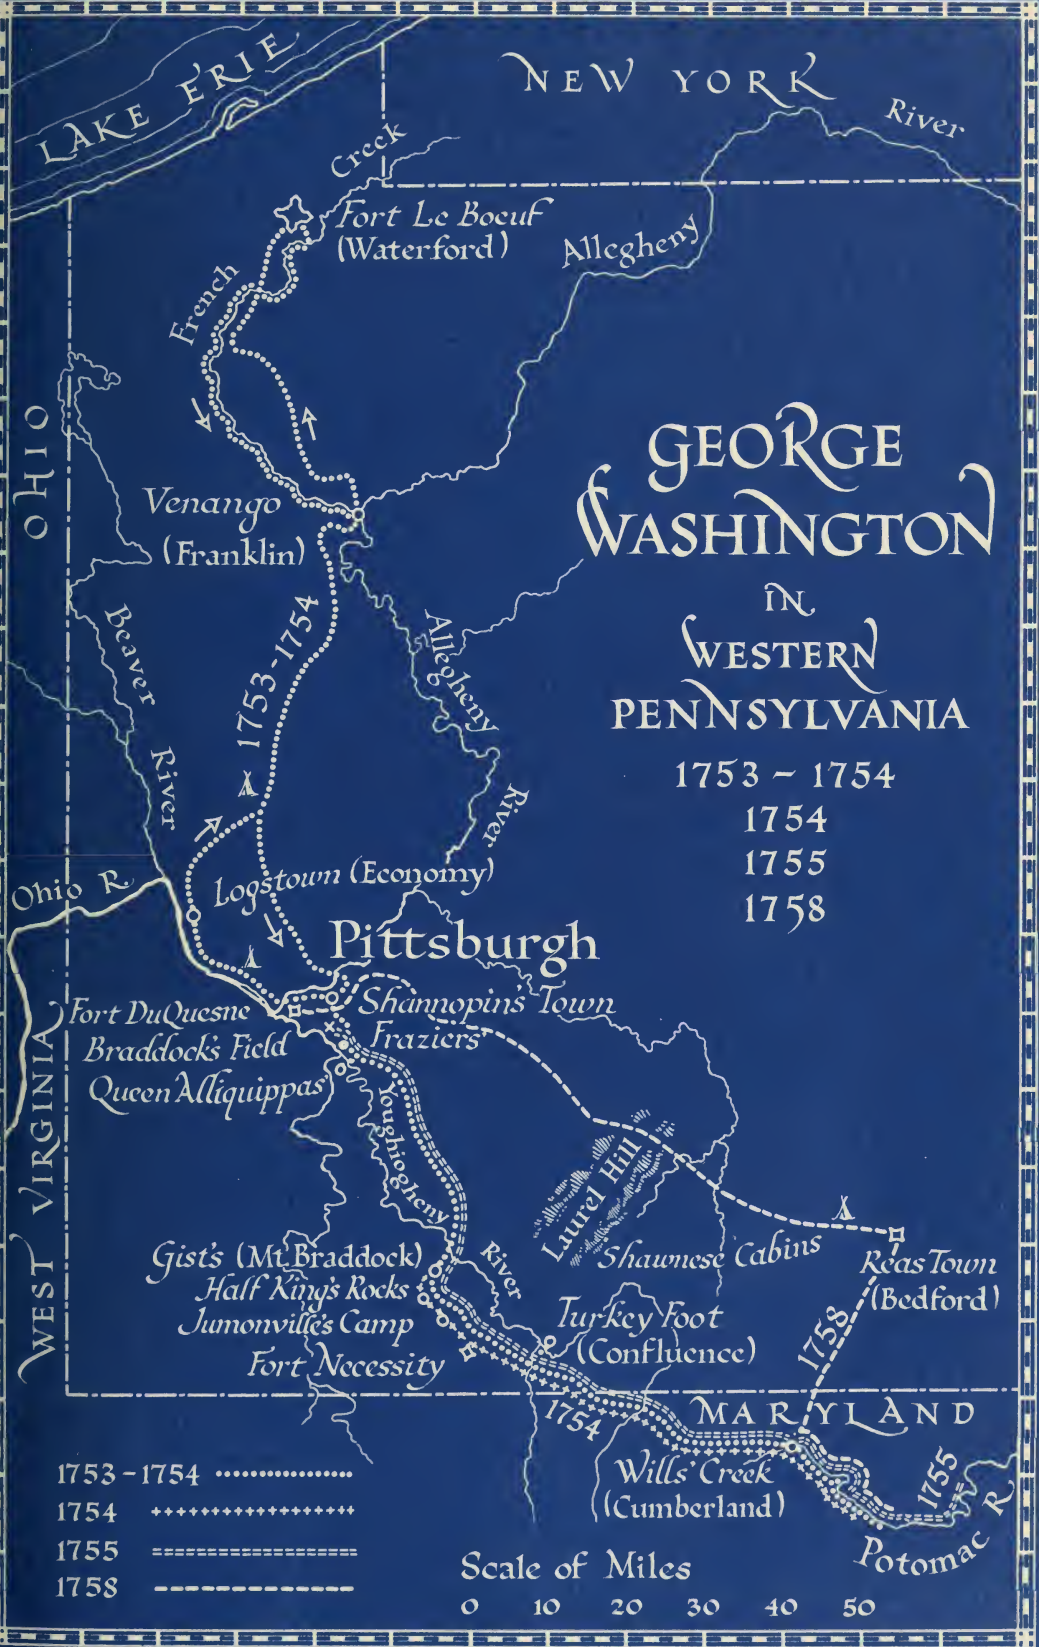 LAKE ERIE
NEW YORK
River
Creek
Fort Le Boeuf
(Waterford)
Allegheny
French
OHIO
GEORGE
WASHINGTON
IN
WESTERN
PENNSYLVANIA
1753 - 1754
1754
1755
1758
Venango
(Franklin)
Beaver
River
1753-1754
Allegheny
River
Ohio R.
Logstown (Economy)
Pittsburgh
Fort DuQuesne
Shannopin's Town
Braddock's Field
Fraziers'
Queen Alliquippas'
Youghiogheny
River
WEST VIRGINIA
Laurel Hill
Shawnese Cabins
Reas Town
(Bedford)
Gist's (Mt. Braddock)
Half King's Rocks
Jumonville's Camp
Fort Necessity
Turkey Foot
(Confluence)
1758
1754
MARYLAND
Wills' Creek
(Cumberland)
1755
Potomac R.
1753-1754
1754
1755
1758
Scale of Miles
0 10 20 30 40 50